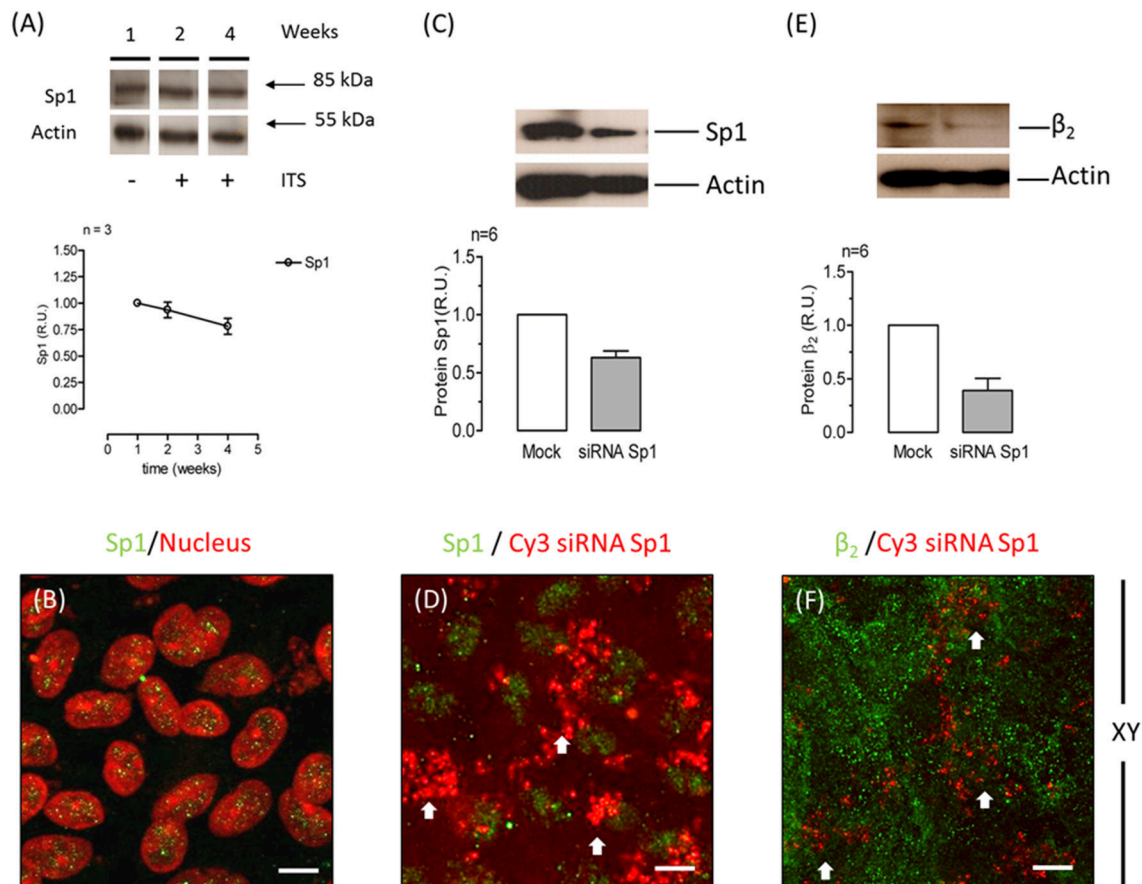 (A)
1 2 4 Weeks
Sp1
85 kDa
Actin
55 kDa
- + + ITS
n = 3
Sp1
Sp1 (R.U.)
1.50
1.25
1.00
0.75
0.50
0.25
0.00
0 1 2 3 4 5
time (weeks)
(C)
Sp1
Actin
n=6
Protein Sp1(R.U.)
1.5
1.0
0.5
0.0
Mock siRNA Sp1
(E)
β₂
Actin
n=6
Protein β₂ (R.U.)
1.5
1.0
0.5
0.0
Mock siRNA Sp1
Sp1/Nucleus
(B)
Sp1 / Cy3 siRNA Sp1
(D)
β₂ /Cy3 siRNA Sp1
(F)
XY